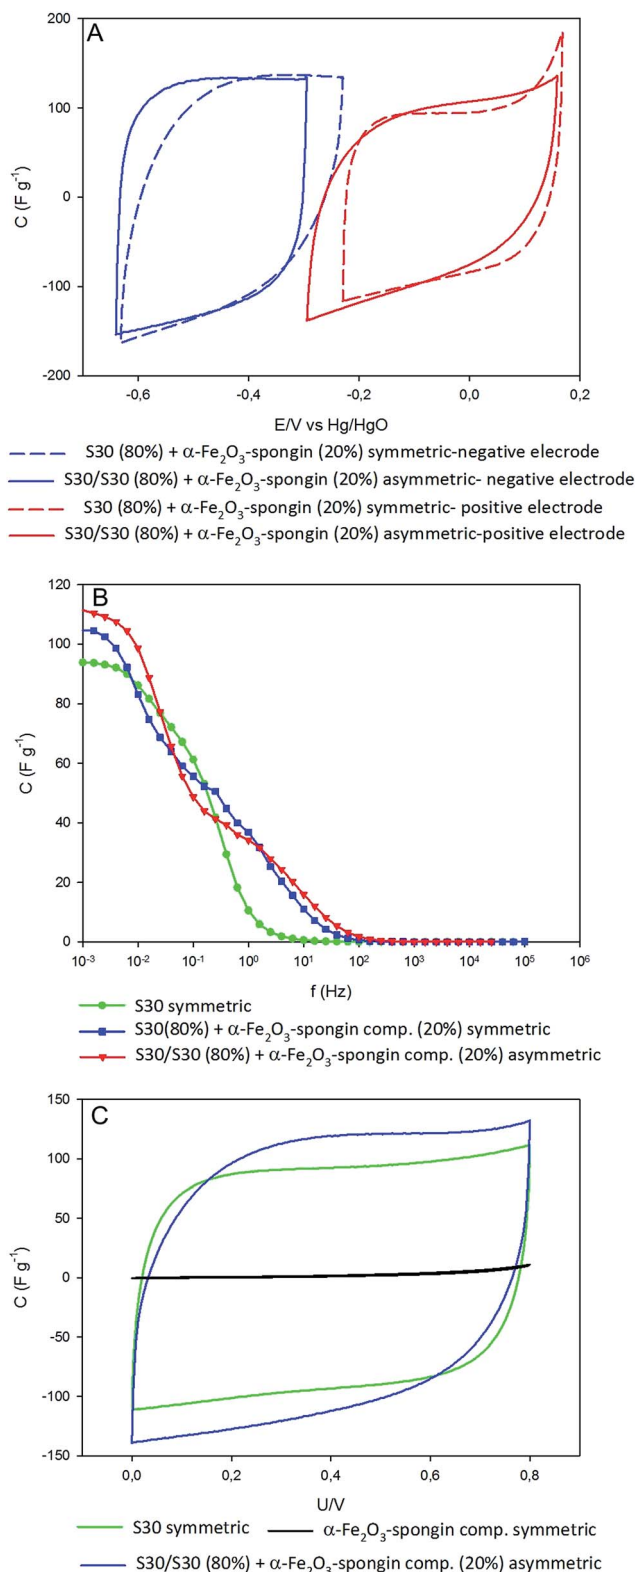 A
200
100
0
-100
-200
C (F g⁻¹)
-0,6 -0,4 -0,2 0,0 0,2
E/V vs Hg/HgO
S30 (80%) + α-Fe₂O₃-spongin (20%) symmetric-negative elecrode
S30/S30 (80%) + α-Fe₂O₃-spongin (20%) asymmetric- negative electrode
S30 (80%) + α-Fe₂O₃-spongin (20%) symmetric- positive electrode
S30/S30 (80%) + α-Fe₂O₃-spongin (20%) asymmetric-positive electrode
B
120
100
80
60
40
20
0
C (F g⁻¹)
10⁻³ 10⁻² 10⁻¹ 10⁰ 10¹ 10² 10³ 10⁴ 10⁵ 10⁶
f (Hz)
S30 symmetric
S30(80%) + α-Fe₂O₃-spongin comp. (20%) symmetric
S30/S30 (80%) + α-Fe₂O₃-spongin comp. (20%) asymmetric
C
150
100
50
0
-50
-100
-150
C (F g⁻¹)
0,0 0,2 0,4 0,6 0,8
U/V
S30 symmetric α-Fe₂O₃-spongin comp. symmetric
S30/S30 (80%) + α-Fe₂O₃-spongin comp. (20%) asymmetric